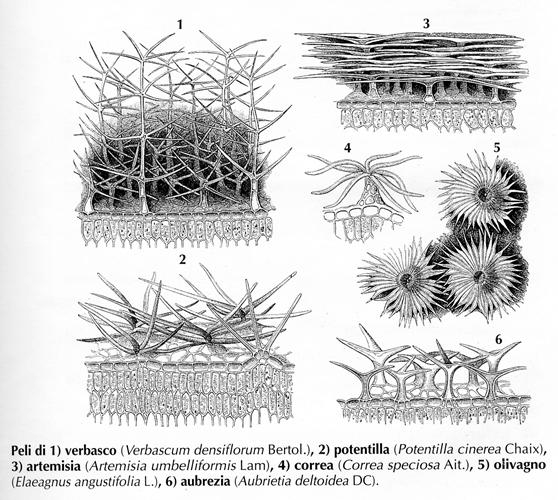 1
3
4
5
2
6
Peli di 1) verbasco (Verbascum densiflorum Bertol.), 2) potentilla (Potentilla cinerea Chaix),
3) artemisia (Artemisia umbelliformis Lam), 4) correa (Correa speciosa Ait.), 5) olivagno
(Elaeagnus angustifolia L.), 6) aubrezia (Aubrietia deltoidea DC).